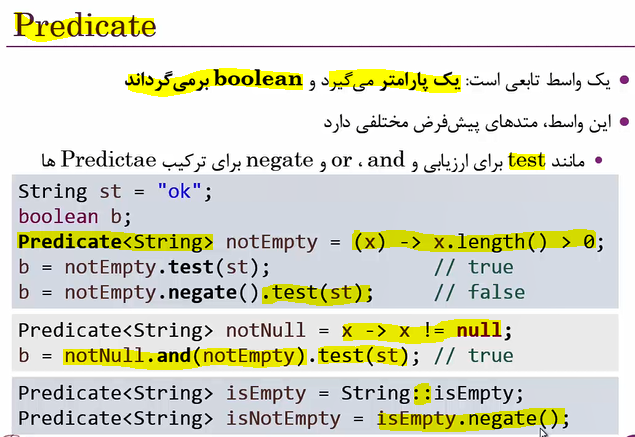 Predicate
یک واسط تابعی است: یک پارامتر می‌گیرد و boolean برمی‌گرداند
این واسط، متدهای پیش‌فرض مختلفی دارد
مانند test برای ارزیابی و and ، or و negate برای ترکیب Predictae ها
String st = "ok";
boolean b;
Predicate<String> notEmpty = (x) -> x.length() > 0;
b = notEmpty.test(st); // true
b = notEmpty.negate().test(st); // false
Predicate<String> notNull = x -> x != null;
b = notNull.and(notEmpty).test(st); // true
Predicate<String> isEmpty = String::isEmpty;
Predicate<String> isNotEmpty = isEmpty.negate();